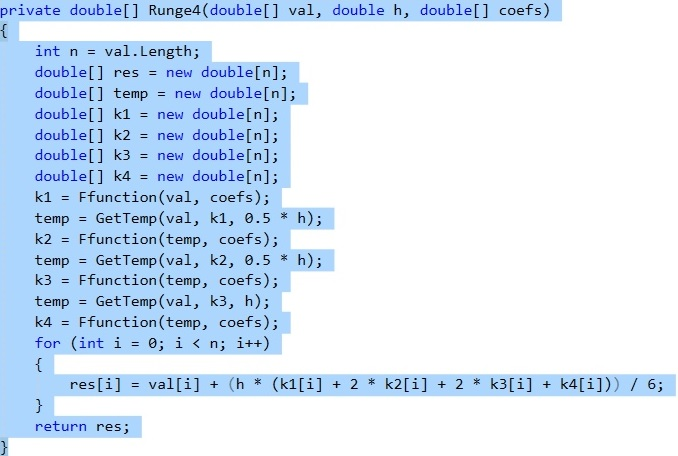 private double[] Runge4(double[] val, double h, double[] coefs)
{
    int n = val.Length;
    double[] res = new double[n];
    double[] temp = new double[n];
    double[] k1 = new double[n];
    double[] k2 = new double[n];
    double[] k3 = new double[n];
    double[] k4 = new double[n];
    k1 = Ffunction(val, coefs);
    temp = GetTemp(val, k1, 0.5 * h);
    k2 = Ffunction(temp, coefs);
    temp = GetTemp(val, k2, 0.5 * h);
    k3 = Ffunction(temp, coefs);
    temp = GetTemp(val, k3, h);
    k4 = Ffunction(temp, coefs);
    for (int i = 0; i < n; i++)
    {
        res[i] = val[i] + (h * (k1[i] + 2 * k2[i] + 2 * k3[i] + k4[i])) / 6;
    }
    return res;
}